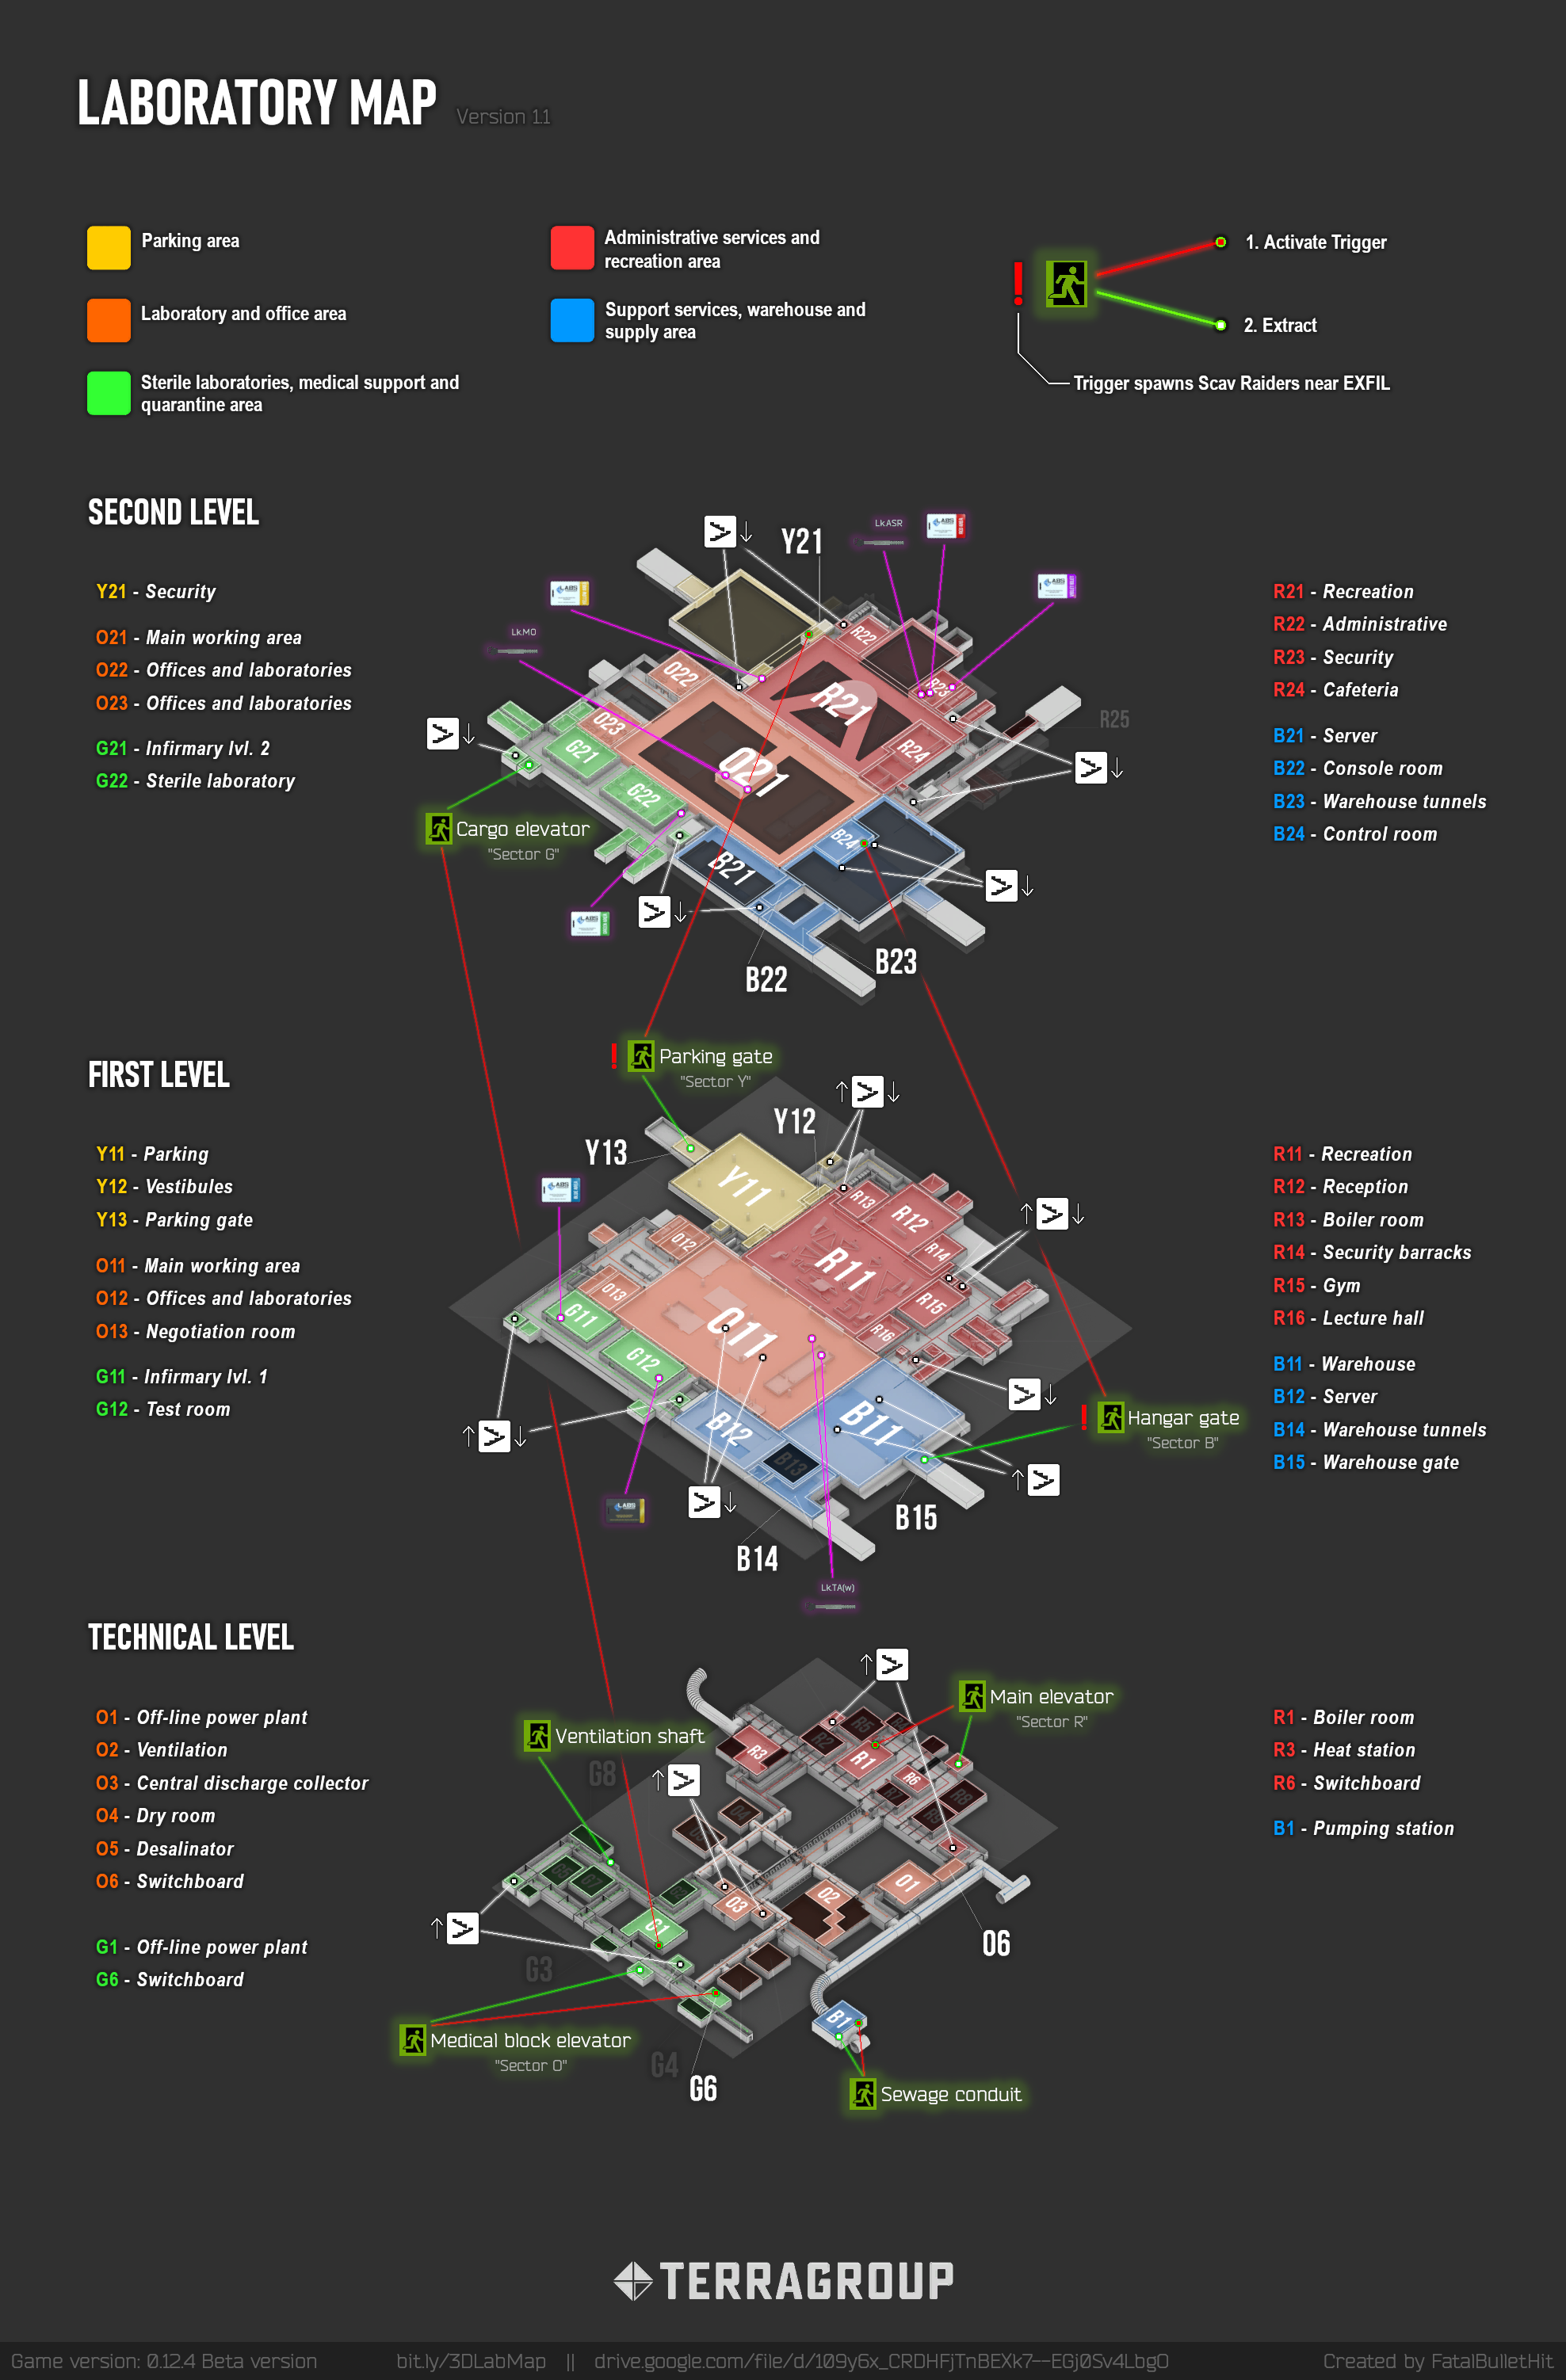 LABORATORY MAP Version 1.1
Parking area
Laboratory and office area
Sterile laboratories, medical support and
quarantine area
Administrative services and
recreation area
Support services, warehouse and
supply area
1. Activate Trigger
2. Extract
Trigger spawns Scav Raiders near EXFIL
SECOND LEVEL
Y21 - Security
O21 - Main working area
O22 - Offices and laboratories
O23 - Offices and laboratories
G21 - Infirmary lvl. 2
G22 - Sterile laboratory
Y21
Lk.ASR
Lk.MO
R22
O22
R23
R21
R25
O23
G21
R24
O21
G22
B24
B21
Cargo elevator
"Sector G"
B22
B23
R21 - Recreation
R22 - Administrative
R23 - Security
R24 - Cafeteria
B21 - Server
B22 - Console room
B23 - Warehouse tunnels
B24 - Control room
FIRST LEVEL
Y11 - Parking
Y12 - Vestibules
Y13 - Parking gate
O11 - Main working area
O12 - Offices and laboratories
O13 - Negotiation room
G11 - Infirmary lvl. 1
G12 - Test room
! Parking gate
"Sector Y"
Y12
Y13
Y11
R13
R12
O12
R14
R11
O13
R15
G11
O11
R16
G12
B11
B12
B13
! Hangar gate
"Sector B"
B15
B14
Lk.TA(w)
R11 - Recreation
R12 - Reception
R13 - Boiler room
R14 - Security barracks
R15 - Gym
R16 - Lecture hall
B11 - Warehouse
B12 - Server
B14 - Warehouse tunnels
B15 - Warehouse gate
TECHNICAL LEVEL
O1 - Off-line power plant
O2 - Ventilation
O3 - Central discharge collector
O4 - Dry room
O5 - Desalinator
O6 - Switchboard
G1 - Off-line power plant
G6 - Switchboard
Main elevator
"Sector R"
Ventilation shaft
G8
R5
R2
R3
R1
R6
R7
R8
R9
O4
G7
O1
O2
O3
G1
O6
G3
B1
Medical block elevator
"Sector O"
G4
G6
Sewage conduit
R1 - Boiler room
R3 - Heat station
R6 - Switchboard
B1 - Pumping station
TERRAGROUP
Game version: 0.12.4 Beta version
bit.ly/3DLabMap || drive.google.com/file/d/109y6x_CRDHFjTnBEXk7--EGj0Sv4LbgO
Created by FatalBulletHit